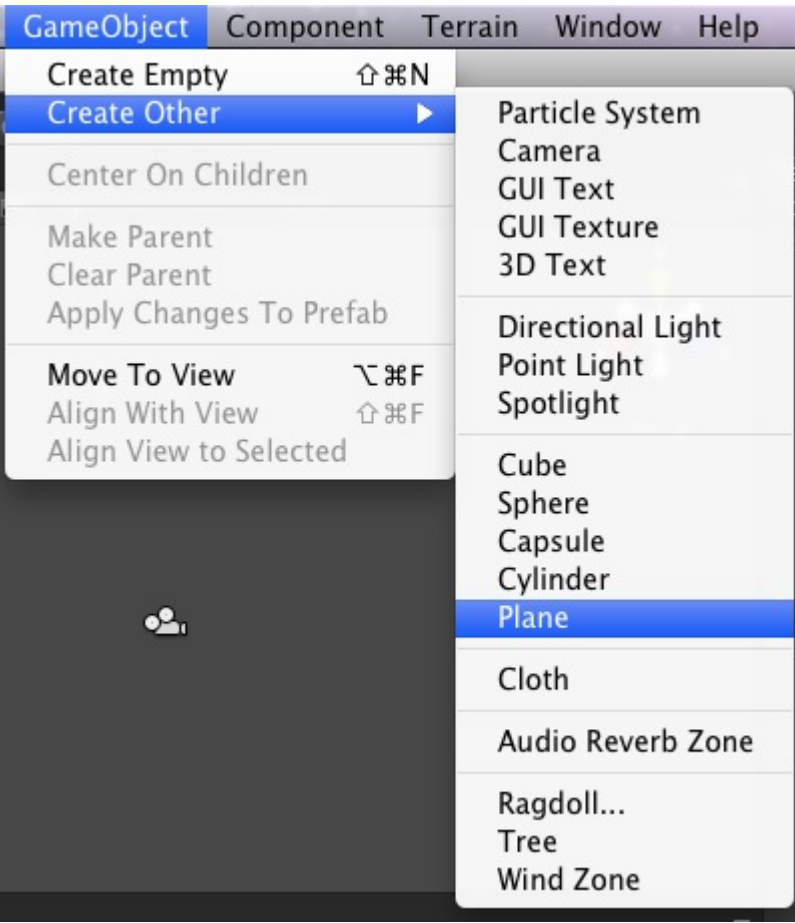 GameObject Component Terrain Window Help
Create Empty ⇧⌘N
Create Other ▶
Center On Children
Make Parent
Clear Parent
Apply Changes To Prefab
Move To View ⌥⌘F
Align With View ⇧⌘F
Align View to Selected
Particle System
Camera
GUI Text
GUI Texture
3D Text
Directional Light
Point Light
Spotlight
Cube
Sphere
Capsule
Cylinder
Plane
Cloth
Audio Reverb Zone
Ragdoll...
Tree
Wind Zone